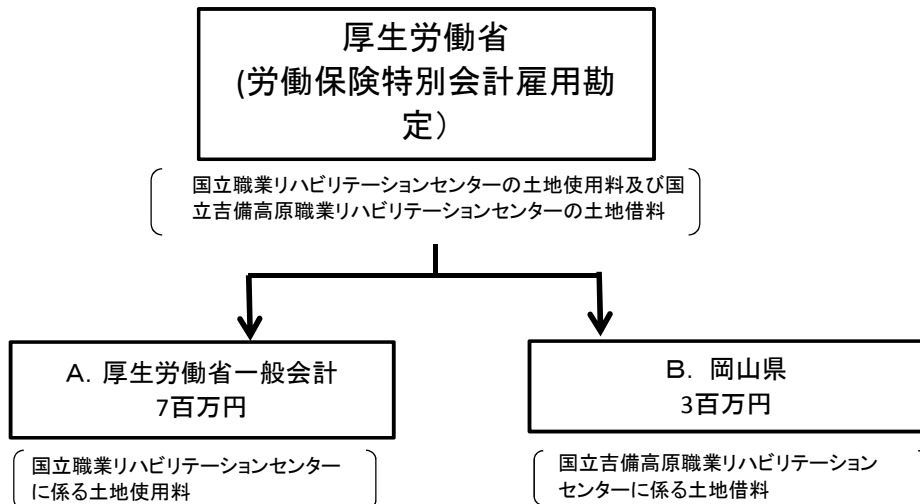 厚生労働省
(労働保険特別会計雇用勘
定）
国立職業リハビリテーションセンターの土地使用料及び国
立吉備高原職業リハビリテーションセンターの土地借料
A．厚生労働省一般会計
7百万円
国立職業リハビリテーションセンター
に係る土地使用料
B．岡山県
3百万円
国立吉備高原職業リハビリテーション
センターに係る土地借料